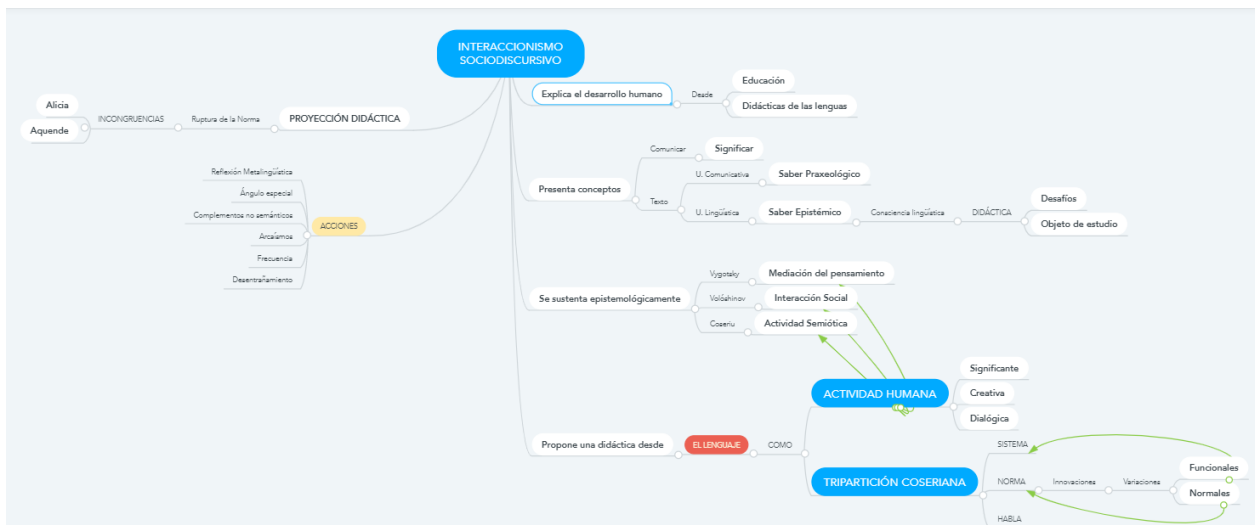 INTERACCIONISMO
SOCIODISCURSIVO
Explica el desarrollo humano
Desde
Educación
Didácticas de las lenguas
Alicia
Aquende
INCONGRUENCIAS
Ruptura de la Norma
PROYECCIÓN DIDÁCTICA
Reflexión Metalingüística
Ángulo especial
Complementos no semánticos
Arcaísmos
Frecuencia
Desentrañamiento
ACCIONES
Presenta conceptos
Comunicar
Significar
Texto
U. Comunicativa
Saber Praxeológico
U. Lingüística
Saber Epistémico
Consciencia lingüística
DIDÁCTICA
Desafíos
Objeto de estudio
Se sustenta epistemológicamente
Vygotsky
Mediación del pensamiento
Volóshinov
Interacción Social
Coseriu
Actividad Semiótica
Propone una didáctica desde
EL LENGUAJE
COMO
ACTIVIDAD HUMANA
Significante
Creativa
Dialógica
TRIPARTICIÓN COSERIANA
SISTEMA
NORMA
Innovaciones
Variaciones
Funcionales
Normales
HABLA